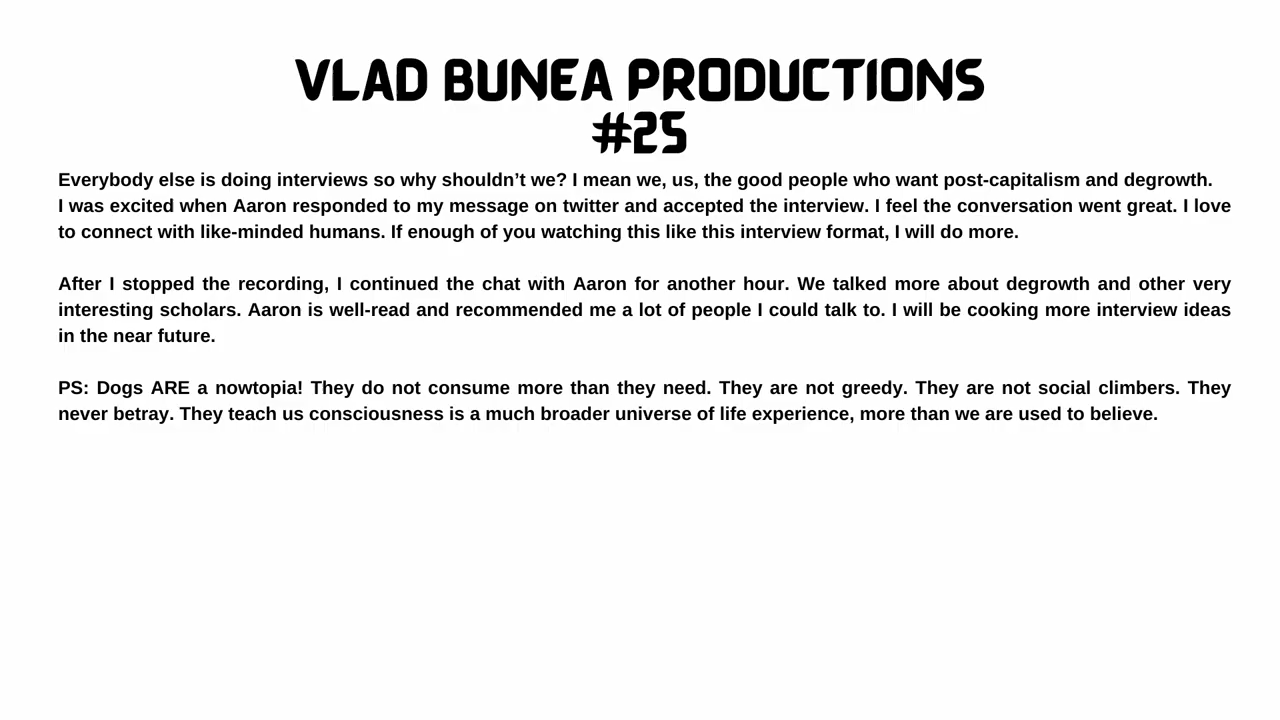 VLAD BUNEA PRODUCTIONS
#25
Everybody else is doing interviews so why shouldn’t we? I mean we, us, the good people who want post-capitalism and degrowth.
I was excited when Aaron responded to my message on twitter and accepted the interview. I feel the conversation went great. I love
to connect with like-minded humans. If enough of you watching this like this interview format, I will do more.
After I stopped the recording, I continued the chat with Aaron for another hour. We talked more about degrowth and other very
interesting scholars. Aaron is well-read and recommended me a lot of people I could talk to. I will be cooking more interview ideas
in the near future.
PS: Dogs ARE a nowtopia! They do not consume more than they need. They are not greedy. They are not social climbers. They
never betray. They teach us consciousness is a much broader universe of life experience, more than we are used to believe.